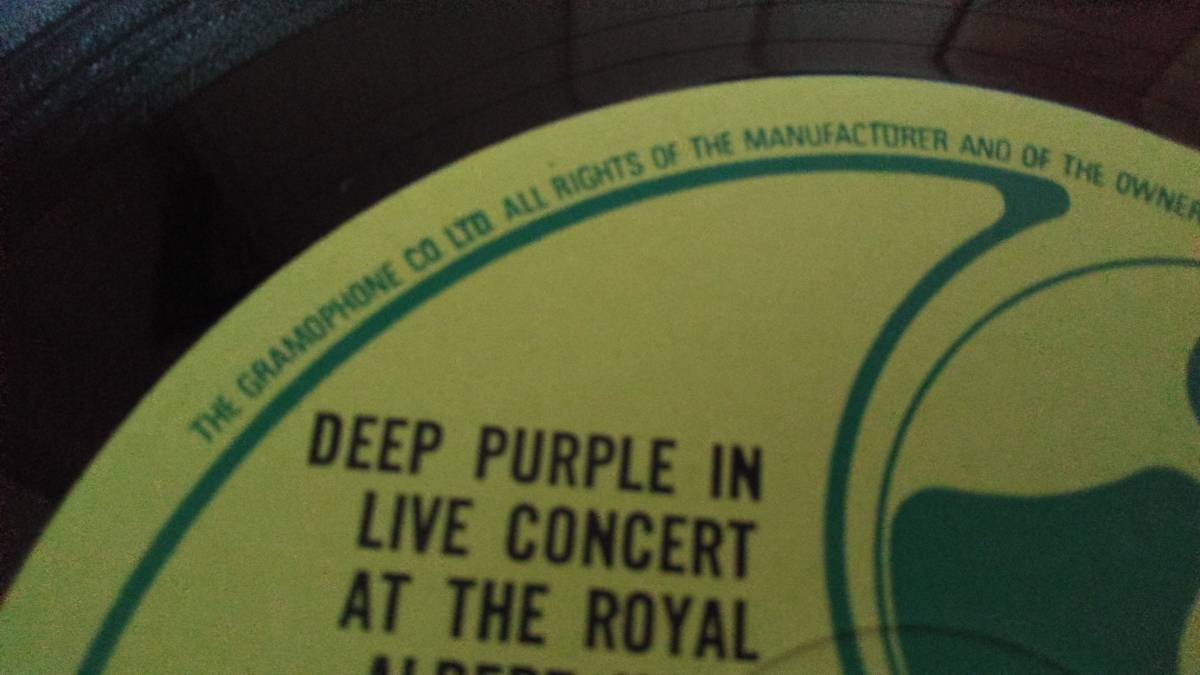 THE GRAMOPHONE CO LTD. ALL RIGHTS OF THE MANUFACTURER AND OF THE
DEEP PURPLE IN
LIVE CONCERT
AT THE ROYAL